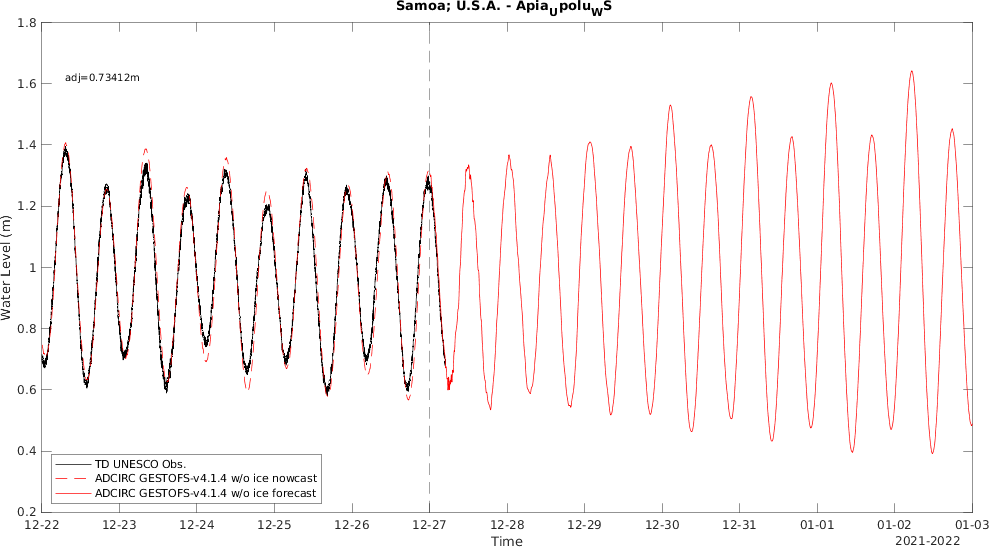 Samoa; U.S.A. - ApiaUpoluWS
1.8
1.6
1.4
1.2
1
0.8
0.6
0.4
0.2
Water Level (m)
adj=0.73412m
TD UNESCO Obs.
ADCIRC GESTOFS-v4.1.4 w/o ice nowcast
ADCIRC GESTOFS-v4.1.4 w/o ice forecast
12-22 12-23 12-24 12-25 12-26 12-27 12-28 12-29 12-30 12-31 01-01 01-02 01-03
Time
2021-2022